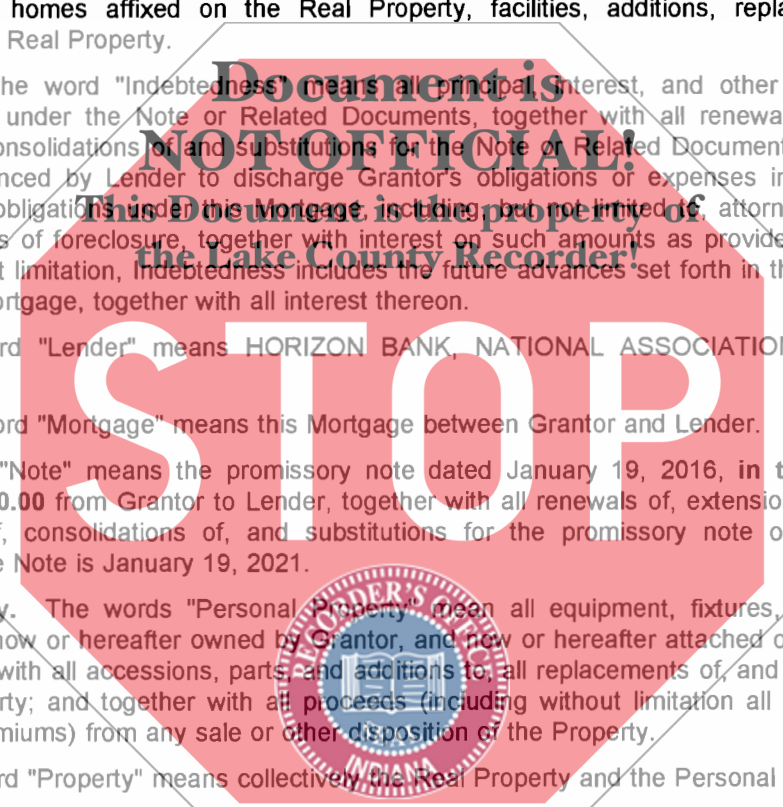 homes affixed on the Real Property, facilities, additions, repla
Real Property.
he word "Indebtedness" means all principal, interest, and other
under the Note or Related Documents, together with all renewa
onsolidations of and substitutions for the Note or Related Document
nced by Lender to discharge Grantor's obligations or expenses in
obligations under this Mortgage, including, but not limited to, attorn
s of foreclosure, together with interest on such amounts as provide
t limitation, Indebtedness includes the future advances set forth in th
ortgage, together with all interest thereon.
Document is
NOT OFFICIAL!
This Document is the property of
the Lake County Recorder!
STOP
rd "Lender" means HORIZON BANK, NATIONAL ASSOCIATION
ord "Mortgage" means this Mortgage between Grantor and Lender.
"Note" means the promissory note dated January 19, 2016, in t
0.00 from Grantor to Lender, together with all renewals of, extensio
f, consolidations of, and substitutions for the promissory note o
e Note is January 19, 2021.
y. The words "Personal Property" mean all equipment, fixtures,
now or hereafter owned by Grantor, and now or hereafter attached o
with all accessions, parts, and additions to, all replacements of, and
rty; and together with all proceeds (including without limitation all
miums) from any sale or other disposition of the Property.
rd "Property" means collectively the Real Property and the Personal
RECORDER'S OFFICE
INDIANA